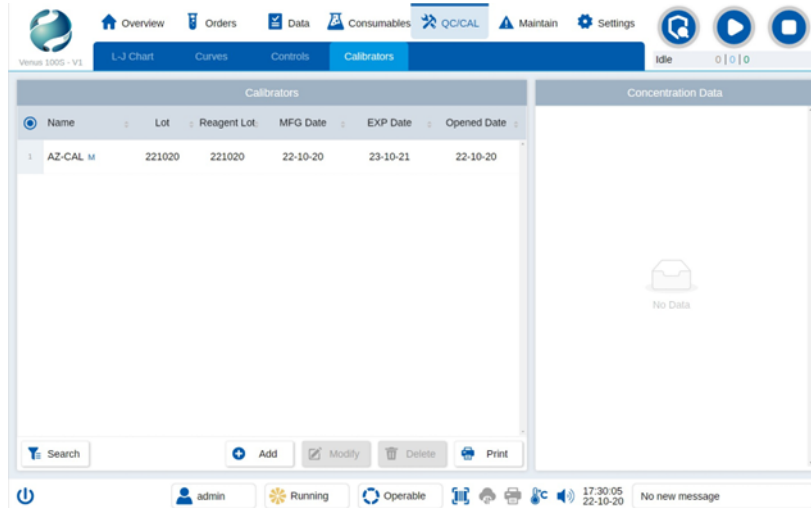 Overview Orders Data Consumables QC/CAL Maintain Settings
Venus 100S - V1
L-J Chart Curves Controls Calibrators
Idle 0 | 0 | 0
Calibrators
Concentration Data
Name Lot Reagent Lot MFG Date EXP Date Opened Date
1 AZ-CAL M 221020 221020 22-10-20 23-10-21 22-10-20
No Data
Search Add Modify Delete Print
admin Running Operable °C 17:30:05
22-10-20
No new message